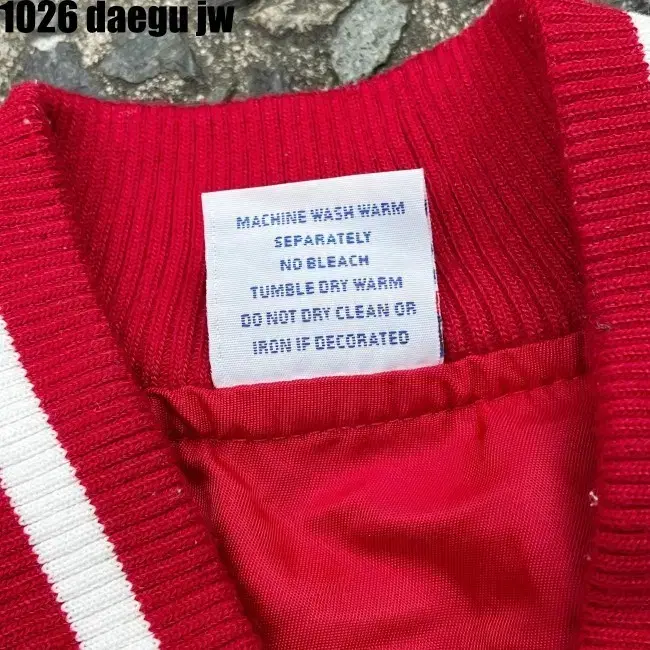 1026 daegu jw
MACHINE WASH WARM
SEPARATELY
NO BLEACH
TUMBLE DRY WARM
DO NOT DRY CLEAN OR
IRON IF DECORATED